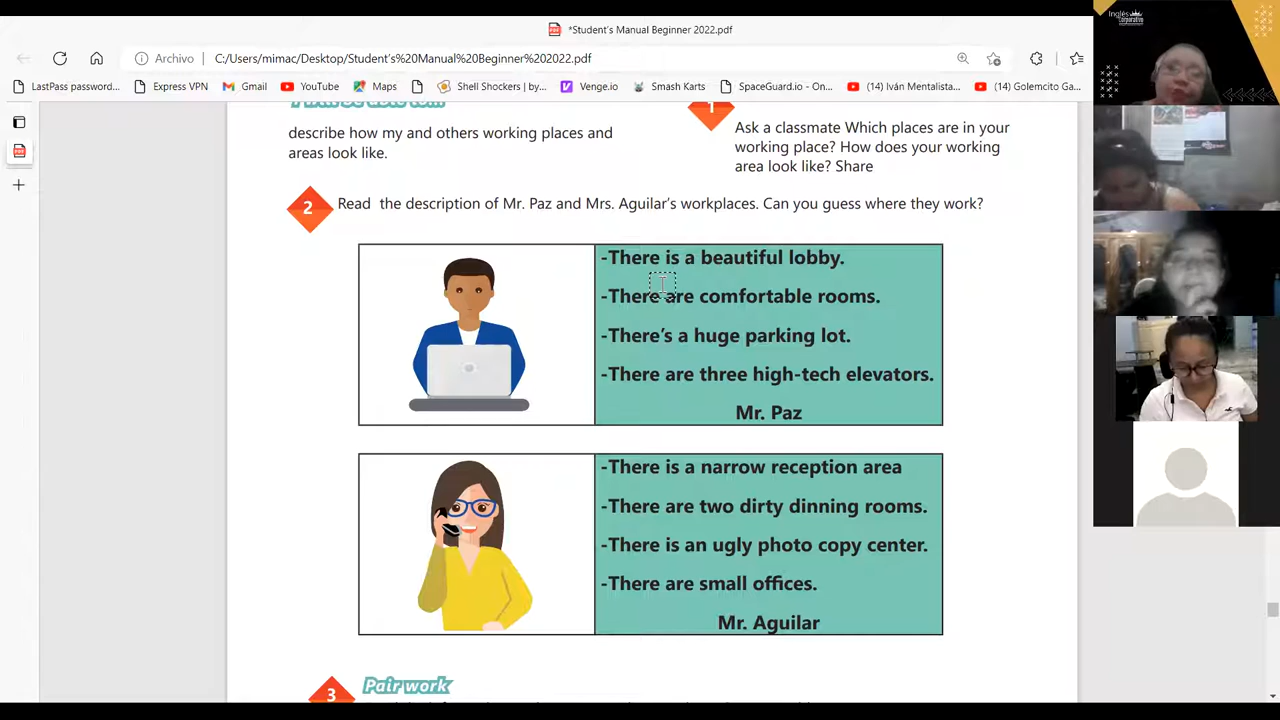 *Student's Manual Beginner 2022.pdf
Archivo
C:/Users/mimac/Desktop/Student's%20Manual%20Beginner%202022.pdf
LastPass password...
Express VPN
Gmail
YouTube
Maps
Shell Shockers | by...
Venge.io
Smash Karts
SpaceGuard.io - On...
(14) Iván Mentalista...
(14) Golemcito Ga...
describe how my and others working places and
areas look like.
1
Ask a classmate Which places are in your
working place? How does your working
area look like? Share
2
Read the description of Mr. Paz and Mrs. Aguilar's workplaces. Can you guess where they work?
-There is a beautiful lobby.
-There are comfortable rooms.
-There's a huge parking lot.
-There are three high-tech elevators.
Mr. Paz
-There is a narrow reception area
-There are two dirty dinning rooms.
-There is an ugly photo copy center.
-There are small offices.
Mr. Aguilar
3
Pair work
Inglés
Corporativo